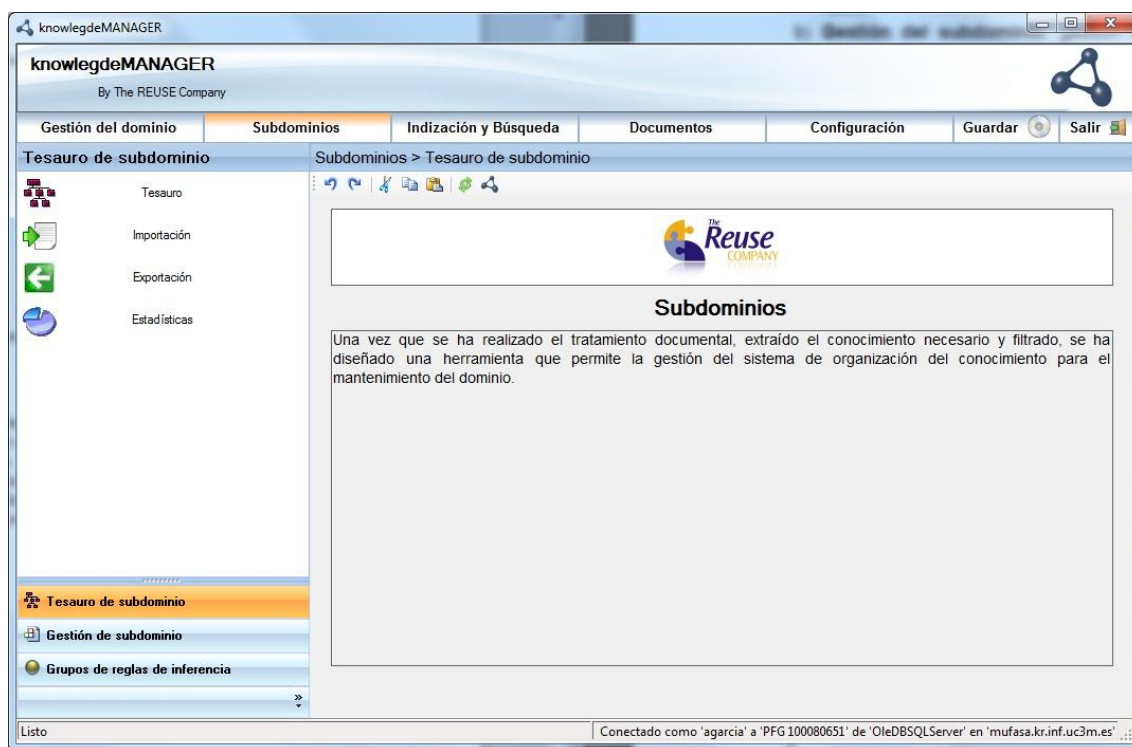 knowlegdeMANAGER
knowlegdeMANAGER
By The REUSE Company
Gestión del dominio
Subdominios
Indización y Búsqueda
Documentos
Configuración
Guardar
Salir
Tesauro de subdominio
Subdominios > Tesauro de subdominio
Tesauro
Importación
Exportación
Estadísticas
The
Reuse
COMPANY
Subdominios
Una vez que se ha realizado el tratamiento documental, extraído el conocimiento necesario y filtrado, se ha
diseñado una herramienta que permite la gestión del sistema de organización del conocimiento para el
mantenimiento del dominio.
Tesauro de subdominio
Gestión de subdominio
Grupos de reglas de inferencia
Listo
Conectado como 'agarcia' a 'PFG 100080651' de 'OleDBSQLServer' en 'mufasa.kr.inf.uc3m.es'